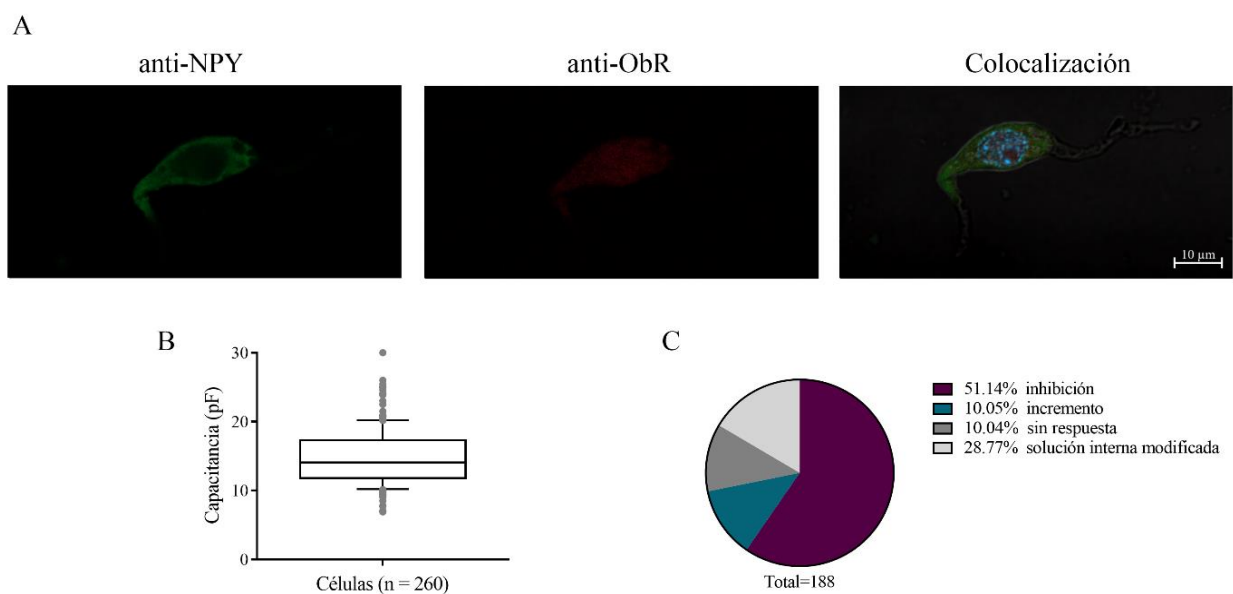 A
anti-NPY
anti-ObR
Colocalización
10 µm
B
C
30
20
10
0
Capacitancia (pF)
Células (n = 260)
51.14% inhibición
10.05% incremento
10.04% sin respuesta
28.77% solución interna modificada
Total=188